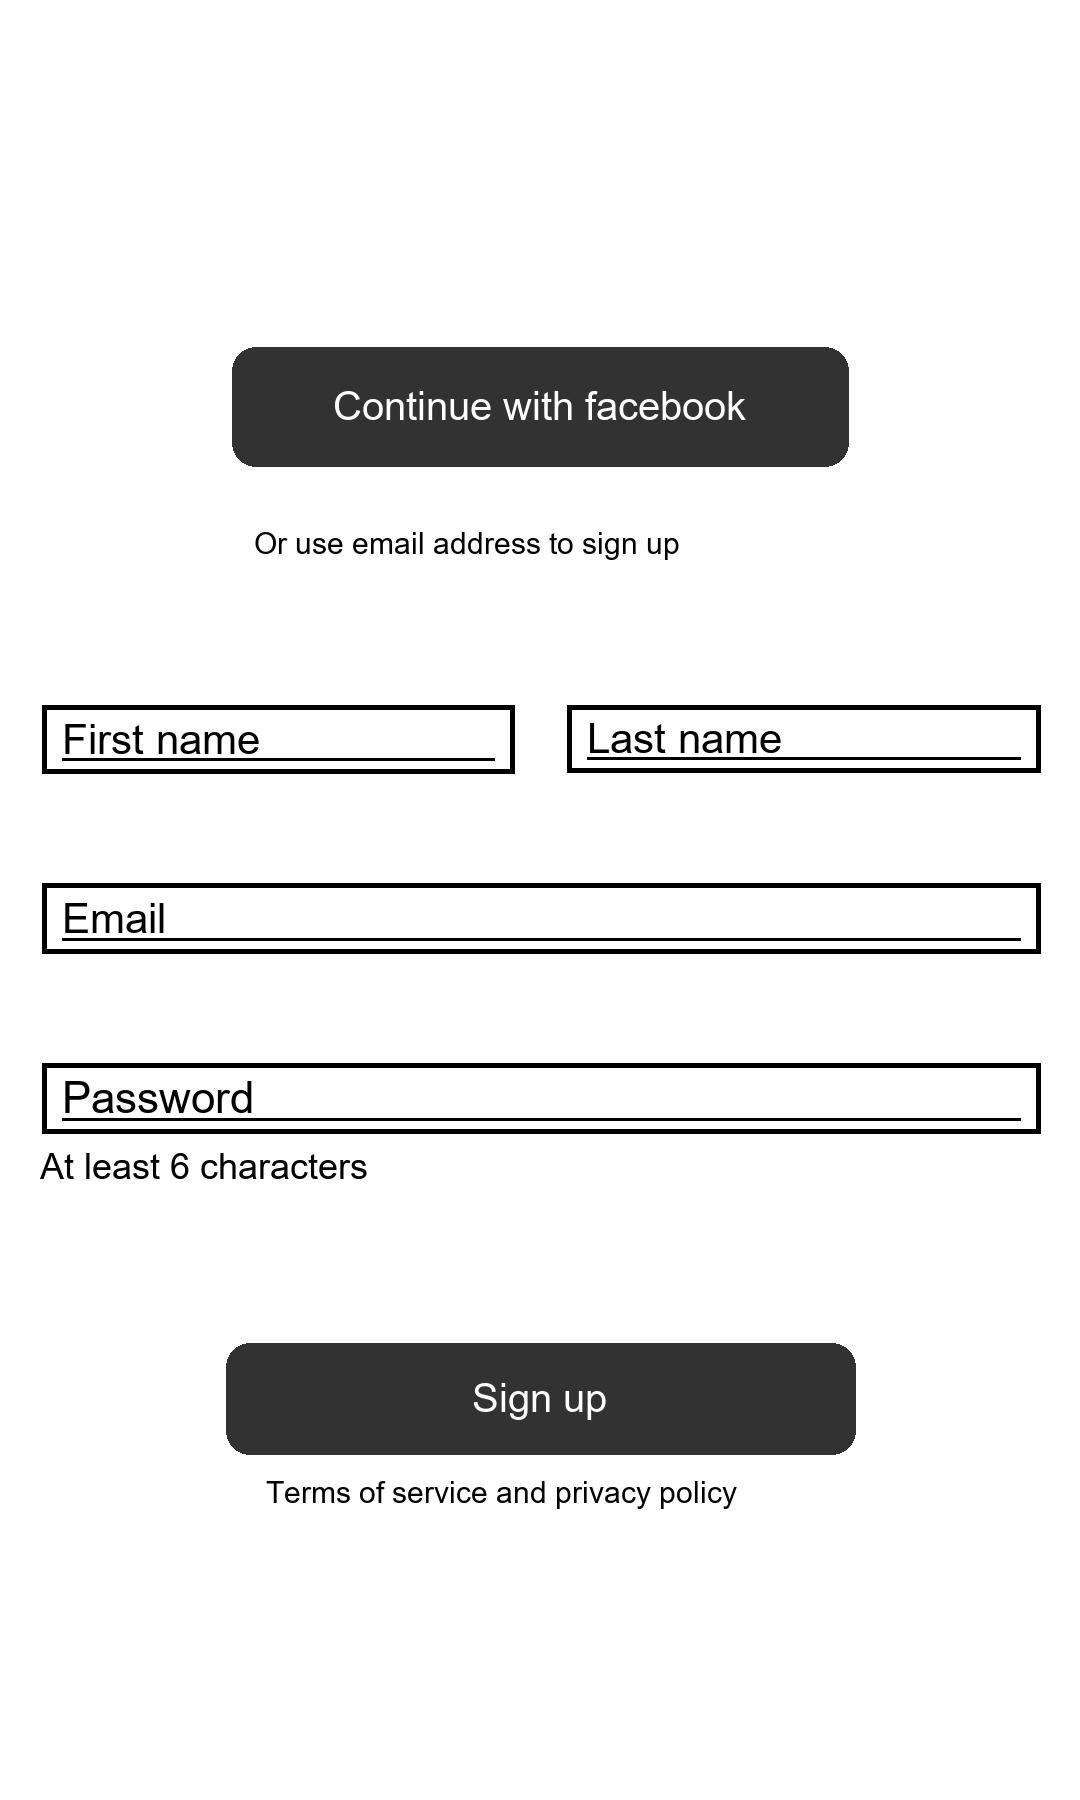 Continue with facebook
Or use email address to sign up
First name
Last name
Email
Password
At least 6 characters
Sign up
Terms of service and privacy policy